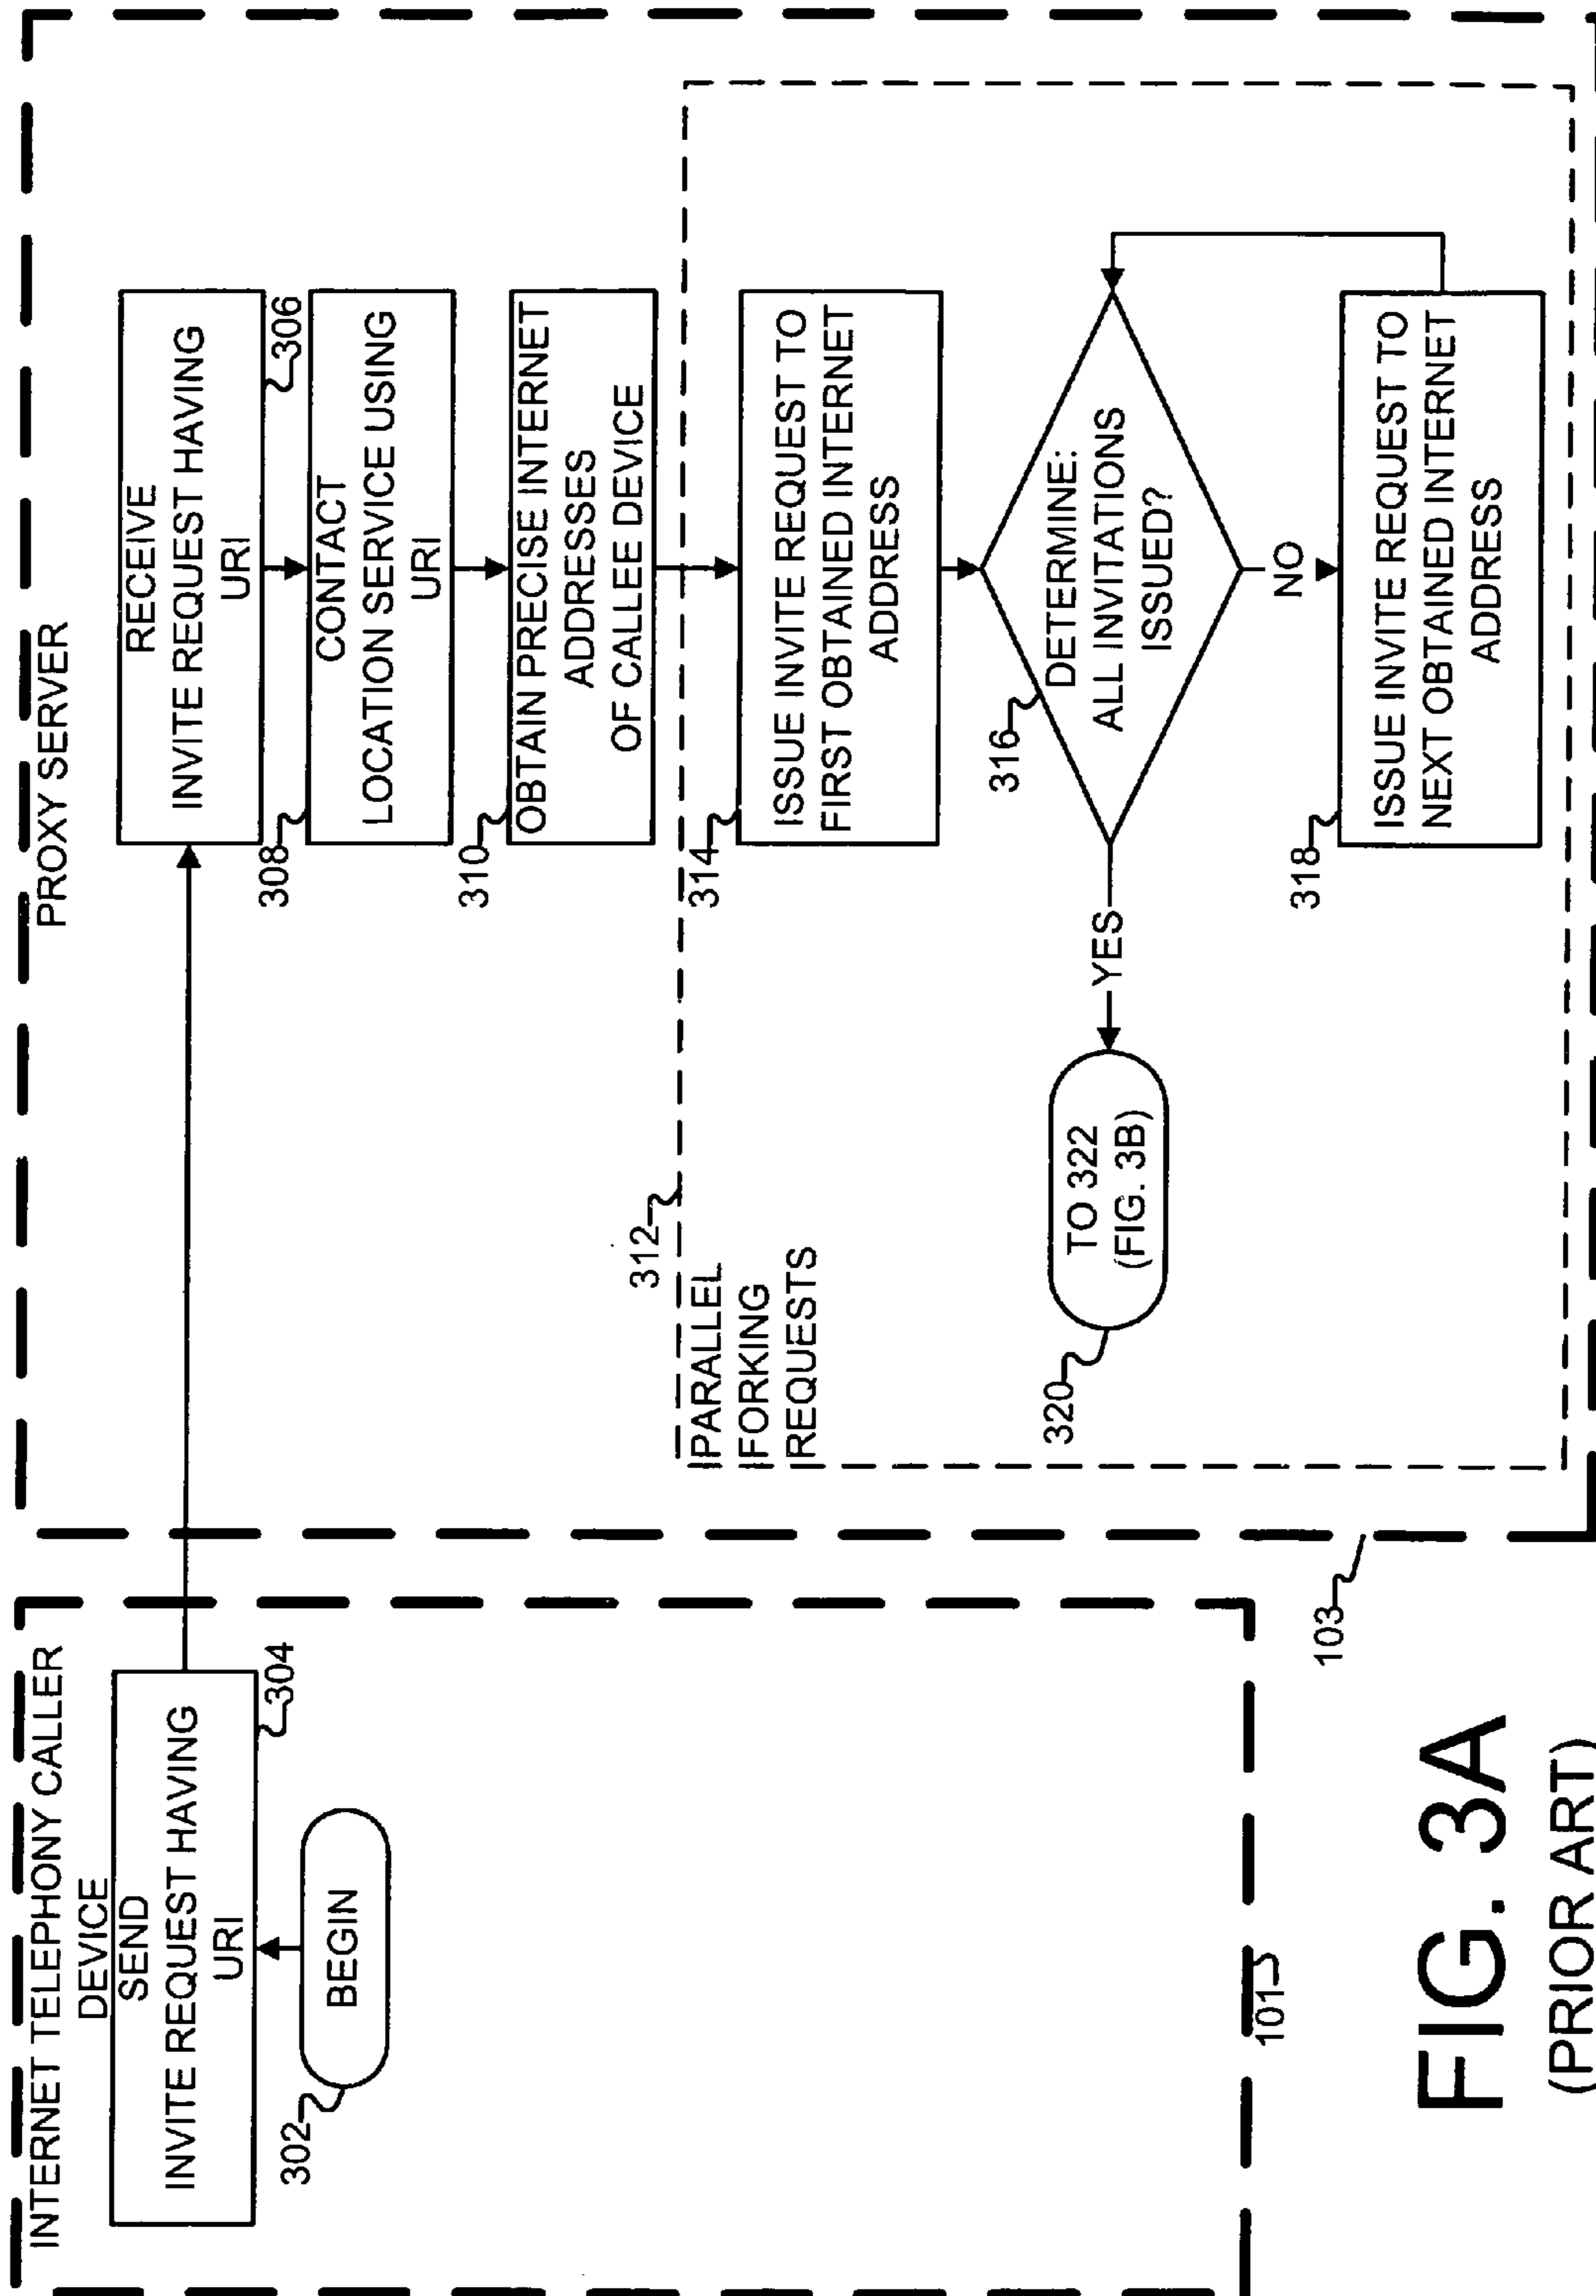 INTERNET TELEPHONY CALLER
DEVICE
SEND
INVITE REQUEST HAVING
URI
304
BEGIN
302
101
PROXY SERVER
RECEIVE
INVITE REQUEST HAVING
URI
306
308
CONTACT
LOCATION SERVICE USING
URI
310
OBTAIN PRECISE INTERNET
ADDRESSES
OF CALLEE DEVICE
312
PARALLEL
FORKING
REQUESTS
314
ISSUE INVITE REQUEST TO
FIRST OBTAINED INTERNET
ADDRESS
316
DETERMINE:
ALL INVITATIONS
ISSUED?
YES
NO
TO 322
(FIG. 3B)
320
318
ISSUE INVITE REQUEST TO
NEXT OBTAINED INTERNET
ADDRESS
103
FIG. 3A
(PRIOR ART)